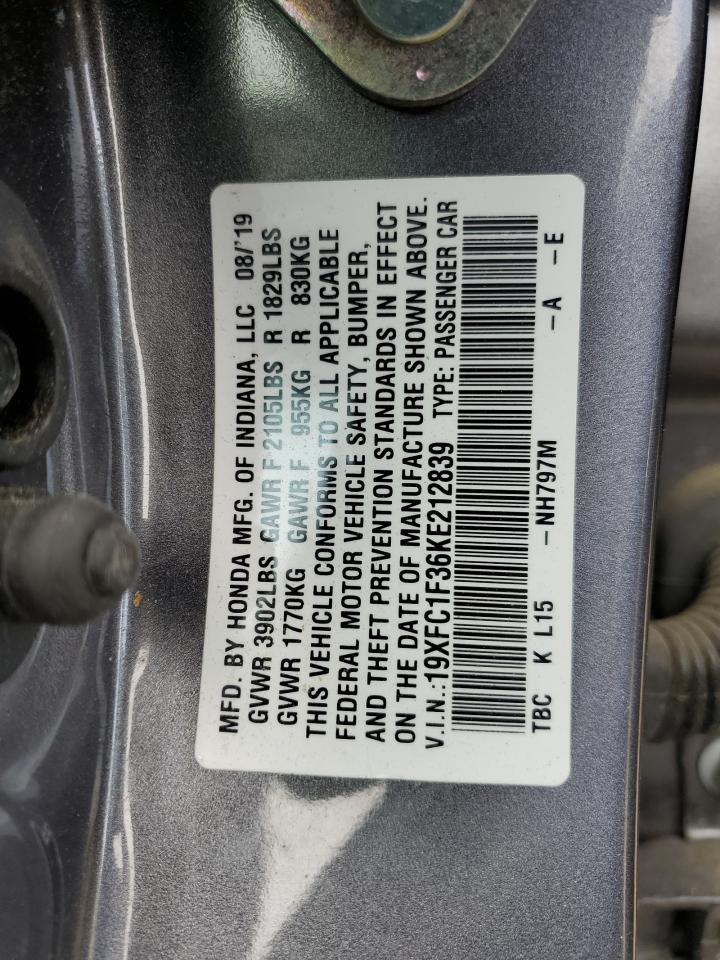 MFD. BY HONDA MFG. OF INDIANA, LLC 08/'19
GVWR 3902LBS GAWR F 2105LBS R 1829LBS
GVWR 1770KG GAWR F 955KG R 830KG
THIS VEHICLE CONFORMS TO ALL APPLICABLE
FEDERAL MOTOR VEHICLE SAFETY, BUMPER,
AND THEFT PREVENTION STANDARDS IN EFFECT
ON THE DATE OF MANUFACTURE SHOWN ABOVE.
V.I.N.:19XFC1F36KE212839 TYPE: PASSENGER CAR
TBC K L15 -NH797M -A -E